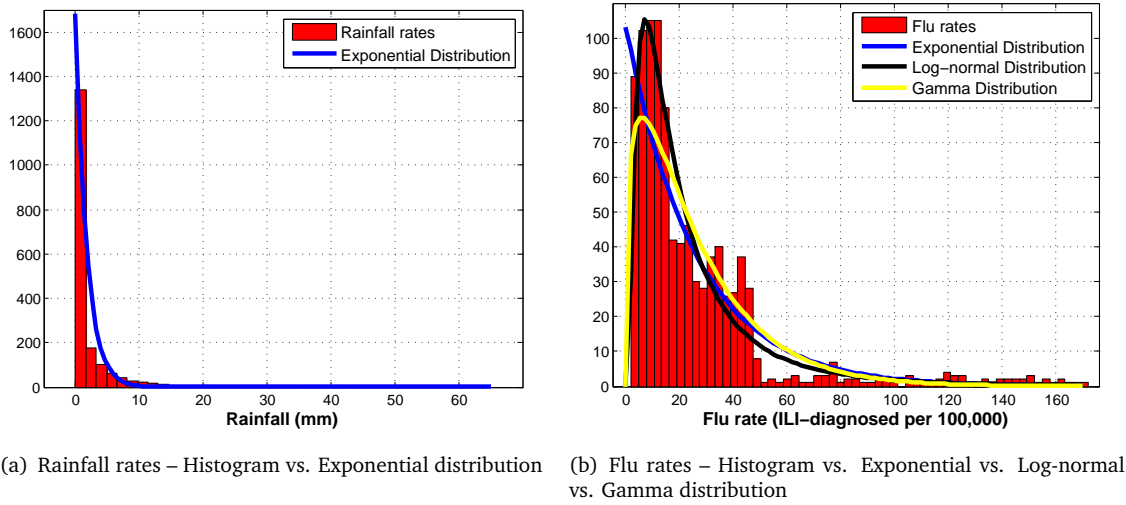 1600
1400
1200
1000
800
600
400
200
0
0 10 20 30 40 50 60
Rainfall (mm)
Rainfall rates
Exponential Distribution
100
90
80
70
60
50
40
30
20
10
0
0 20 40 60 80 100 120 140 160
Flu rate (ILI−diagnosed per 100,000)
Flu rates
Exponential Distribution
Log−normal Distribution
Gamma Distribution
(a) Rainfall rates – Histogram vs. Exponential distribution
(b) Flu rates – Histogram vs. Exponential vs. Log-normal
vs. Gamma distribution